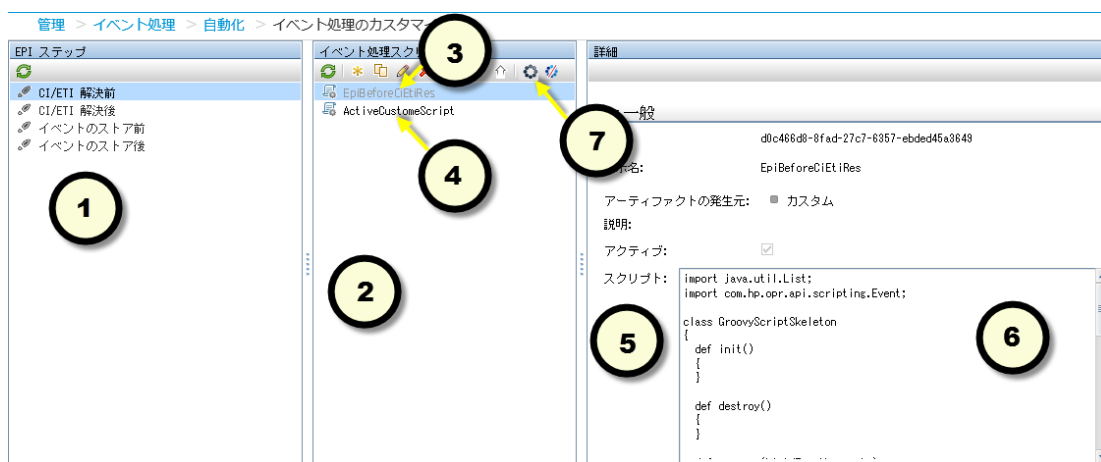 管理 > イベント処理 > 自動化 > イベント処理のカスタマイ
EPI ステップ
CI/ETI 解決前
CI/ETI 解決後
イベントのストア前
イベントのストア後
1
イベント処理スク
EpiBeforeCiEtiRes
ActiveCustomeScript
3
4
2
7
詳細
一般
d0c466d8-8fad-27c7-6357-ebded45a3649
名:
EpiBeforeCiEtiRes
アーティファクトの発生元: カスタム
説明:
アクティブ:
スクリプト:
import java.util.List;
import com.hp.opr.api.scripting.Event;
class GroovyScriptSkeleton
{
def init()
{
}
def destroy()
{
}
5
6